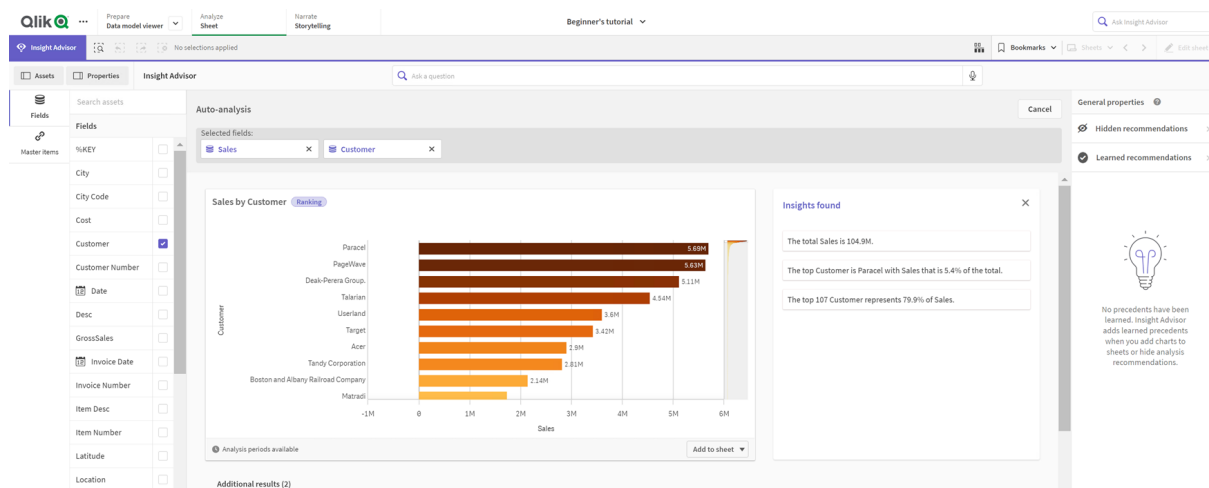 Qlik
Prepare
Data model viewer
Analyze
Sheet
Narrate
Storytelling
Beginner's tutorial
Ask Insight Advisor
Insight Advisor
No selections applied
Bookmarks
Sheets
Edit sheet
Assets
Properties
Insight Advisor
Ask a question
Fields
Master items
Search assets
Fields
%KEY
City
City Code
Cost
Customer
Customer Number
Date
Desc
GrossSales
Invoice Date
Invoice Number
Item Desc
Item Number
Latitude
Location
Auto-analysis
Cancel
Selected fields:
Sales
Customer
Sales by Customer Ranking
Customer
Paracel 5.69M
PageWave 5.63M
Deak-Perera Group. 5.11M
Talarian 4.54M
Userland 3.6M
Target 3.42M
Acer 2.9M
Tandy Corporation 2.81M
Boston and Albany Railroad Company 2.14M
Matradi
-1M 0 1M 2M 3M 4M 5M 6M
Sales
Analysis periods available
Add to sheet
Additional results (2)
Insights found
The total Sales is 104.9M.
The top Customer is Paracel with Sales that is 5.4% of the total.
The top 107 Customer represents 79.9% of Sales.
General properties
Hidden recommendations
Learned recommendations
No precedents have been
learned. Insight Advisor
adds learned precedents
when you add charts to
sheets or hide analysis
recommendations.